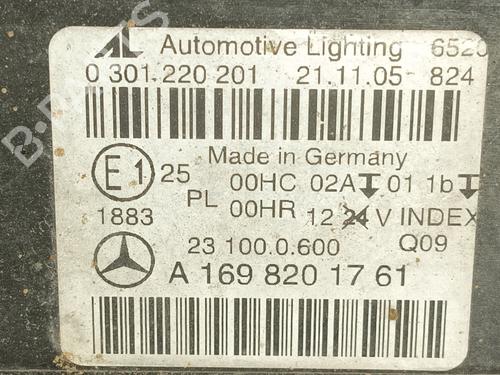 Automotive Lighting 6520
0 301.220 201 21.11.05 824
Made in Germany
E1 25 00HC 02A 01 1b
1883 PL 00HR 12 24 V INDEX
23 100.0.600 Q09
A 169 820 17 61